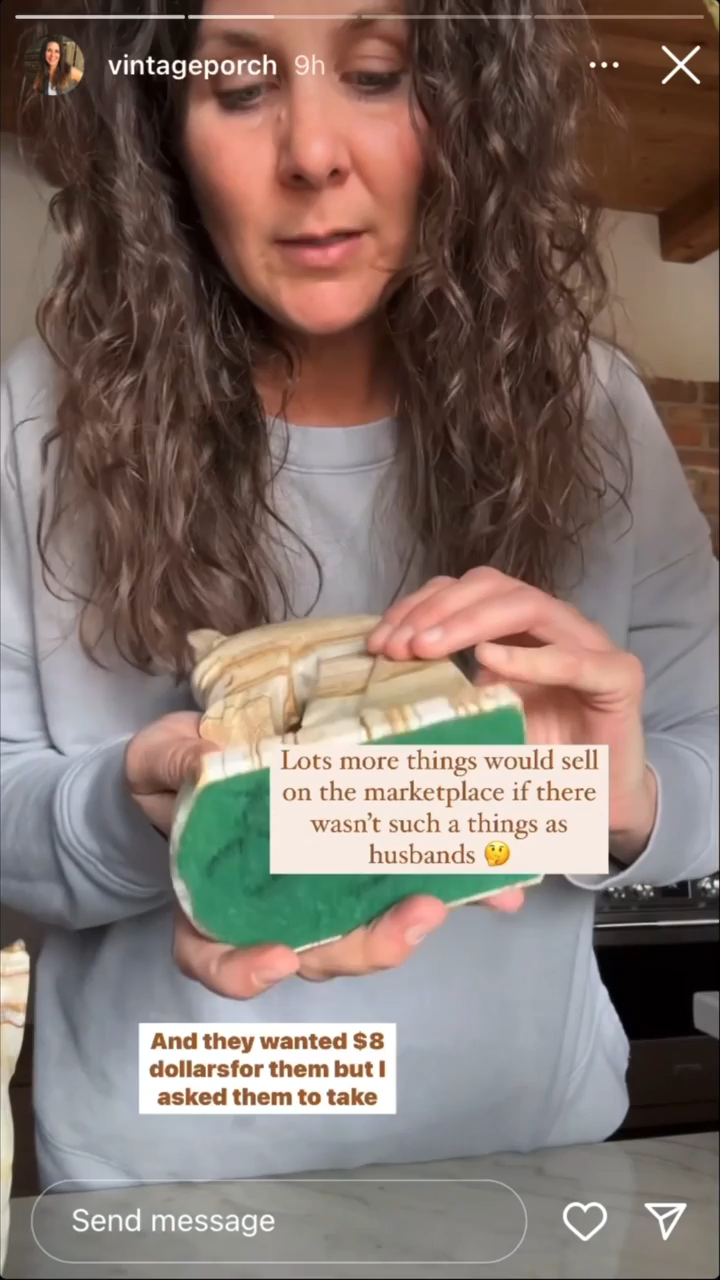 vintageporch 9h
Lots more things would sell
on the marketplace if there
wasn't such a things as
husbands 🤔
And they wanted $8
dollarsfor them but I
asked them to take
Send message